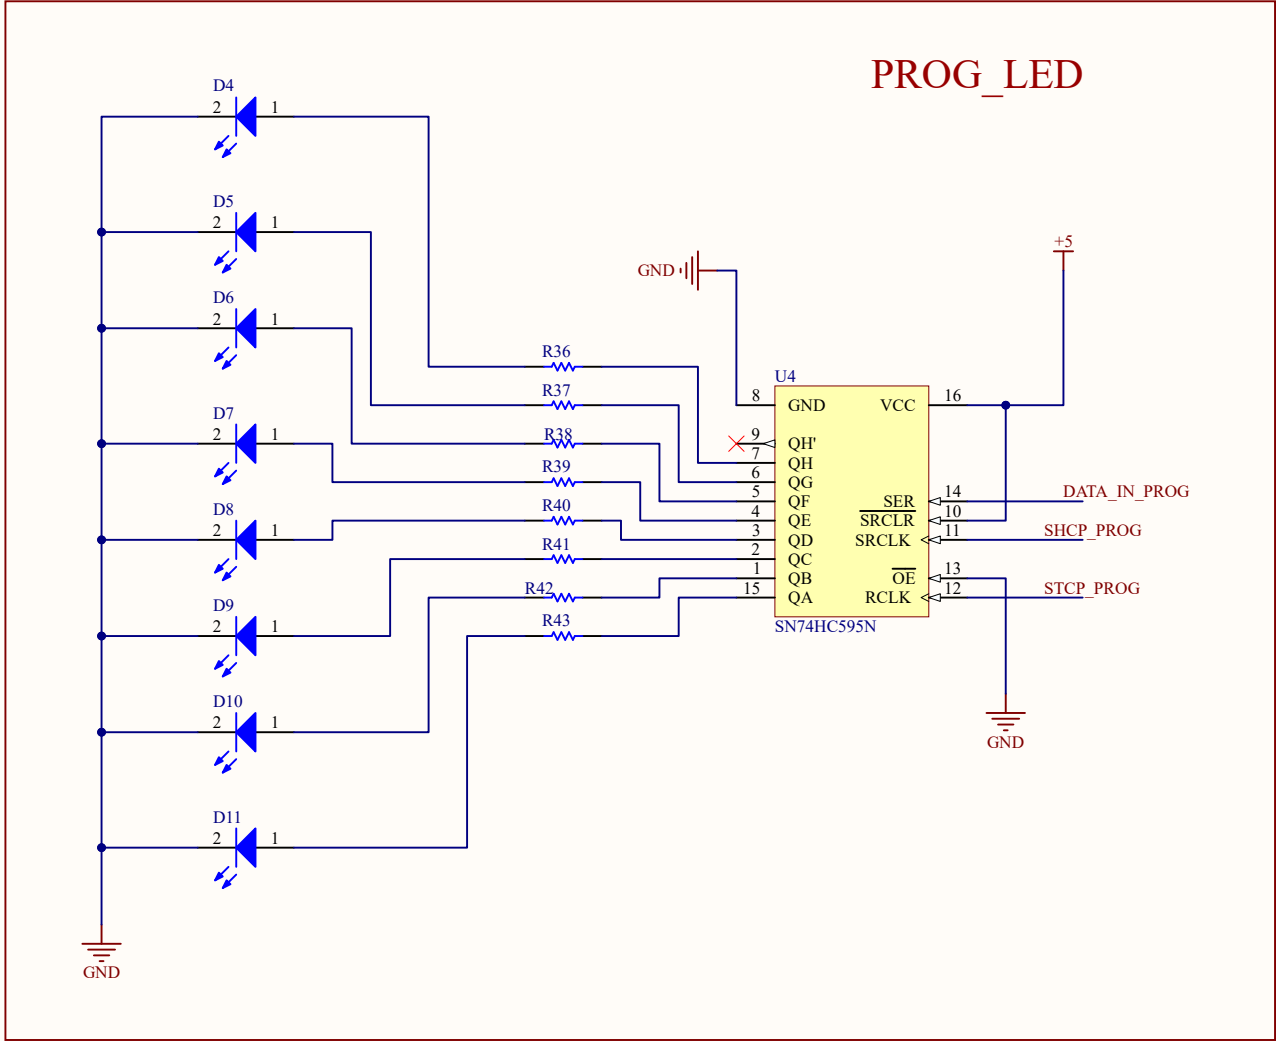 PROG_LED
D4
2 1
D5
2 1
+5
GND
D6
2 1
R36
U4
R37
8 GND VCC 16
D7
2 1
R38
9 QH'
7 QH
R39
6 QG
5 QF SER 14 DATA_IN_PROG
D8
2 1
R40
4 QE SRCLR 10
3 QD SRCLK 11 SHCP_PROG
R41
2 QC
1 QB OE 13
R42
15 QA RCLK 12 STCP_PROG
D9
2 1
R43
SN74HC595N
D10
2 1
GND
D11
2 1
GND